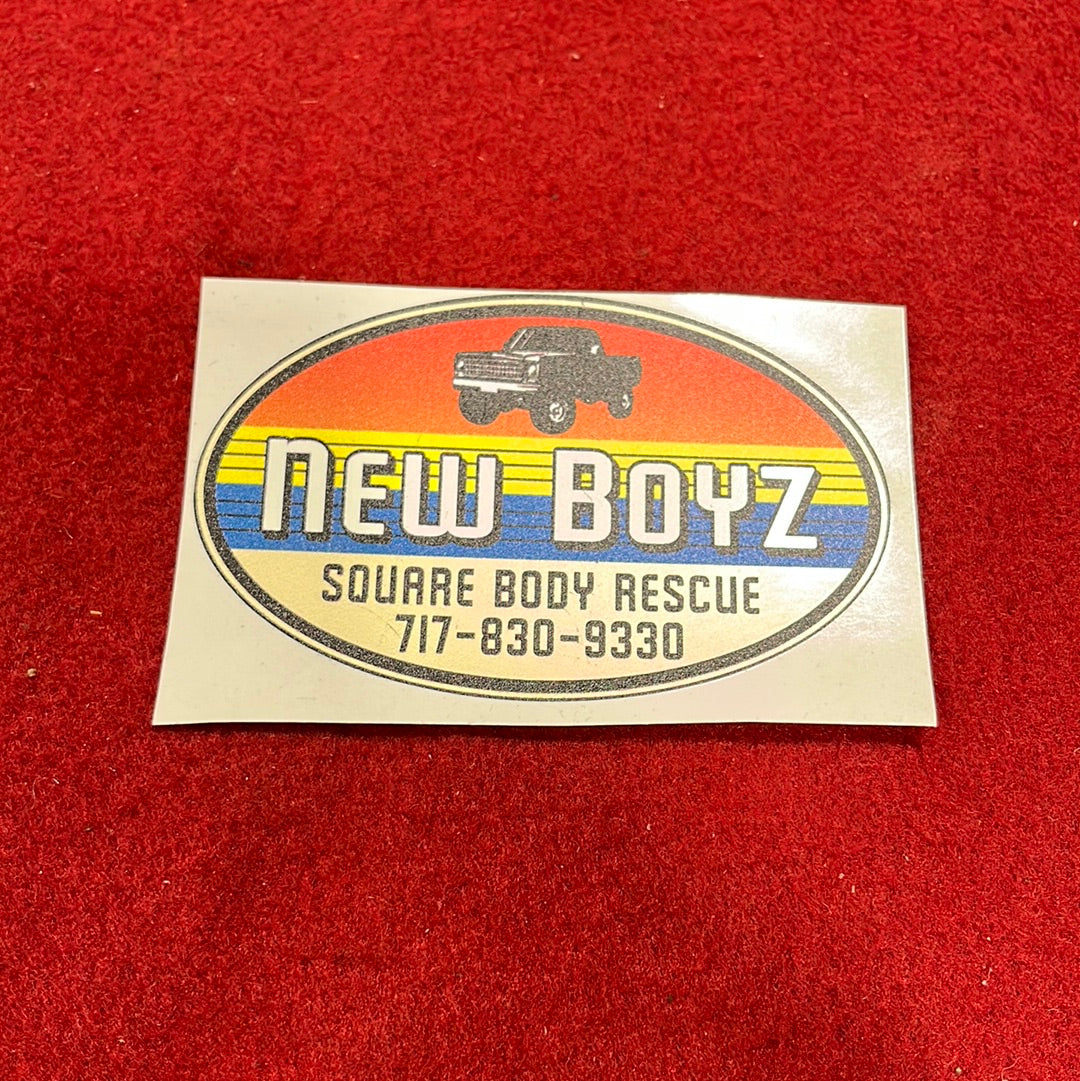 New Boyz
SQUARE BODY RESCUE
717-830-9330